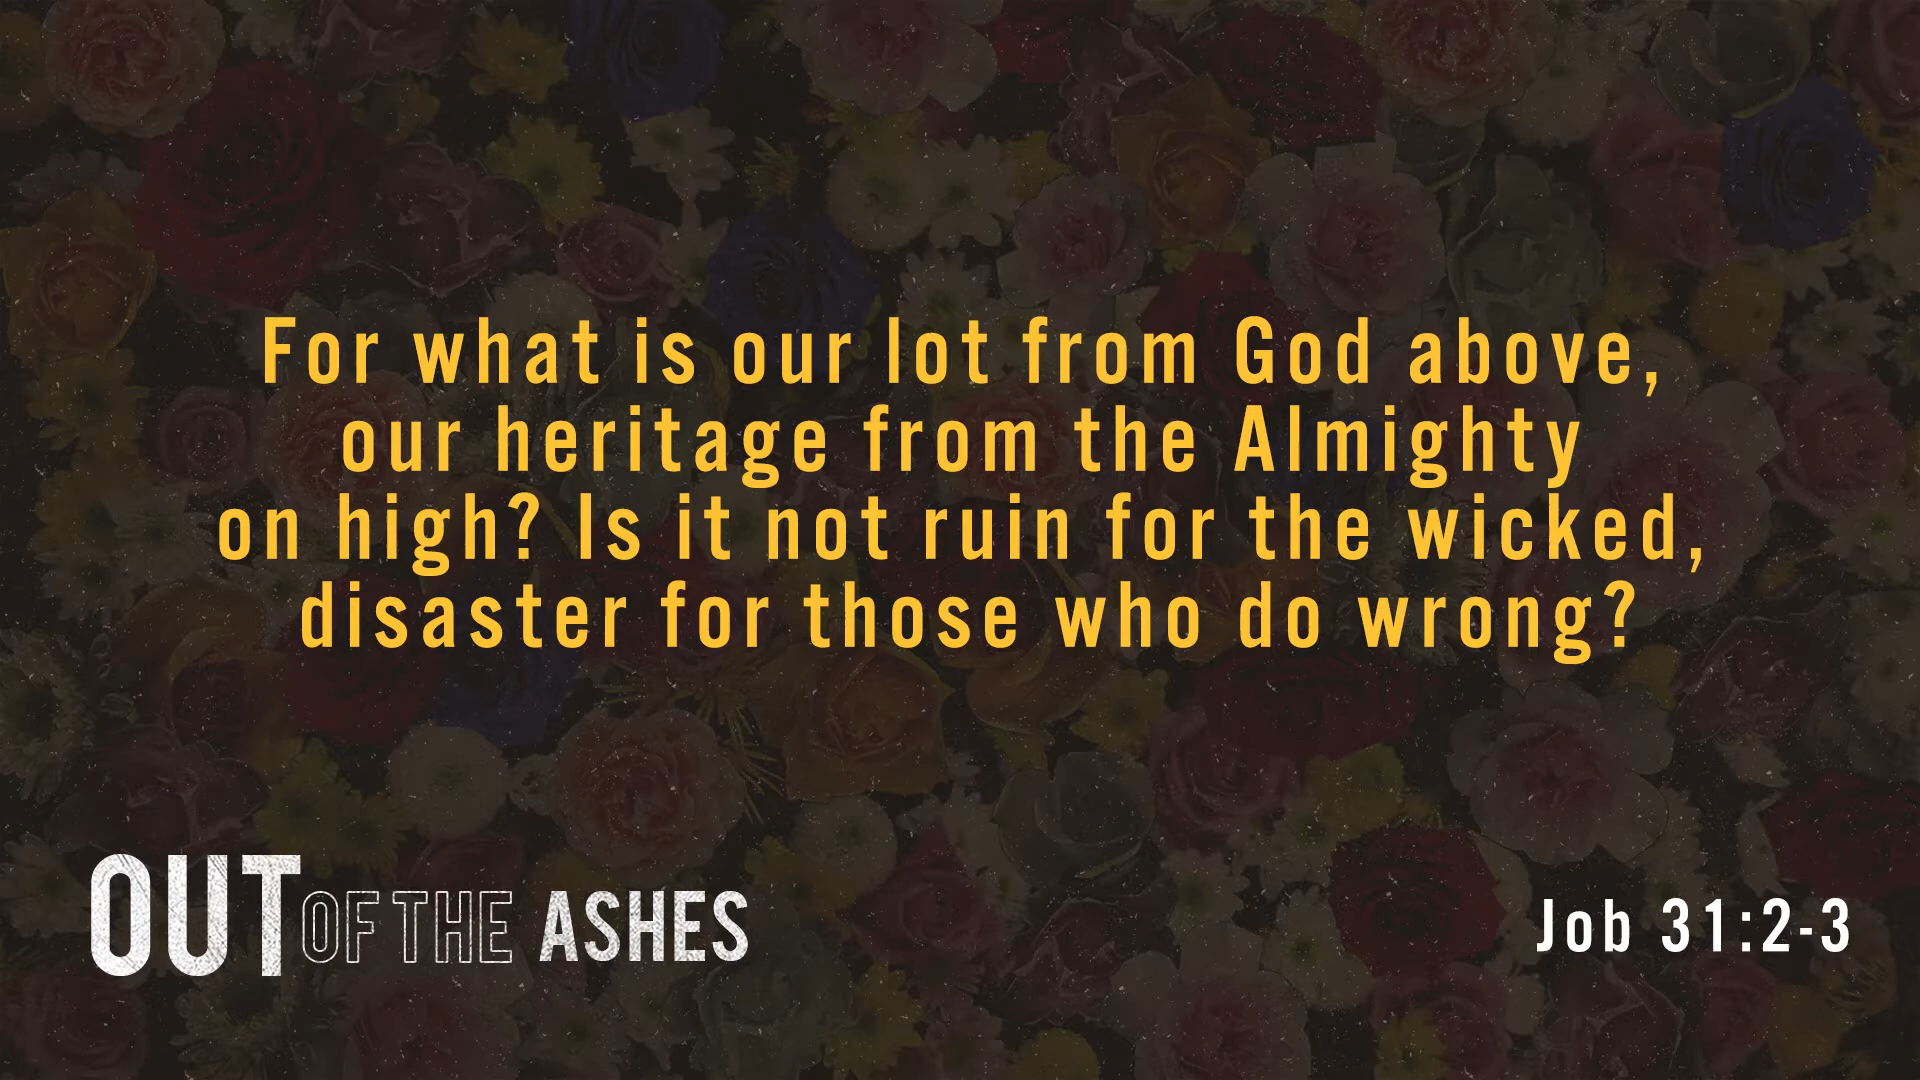 For what is our lot from God above,
our heritage from the Almighty
on high? Is it not ruin for the wicked,
disaster for those who do wrong?
OUT OF THE ASHES
Job 31:2-3